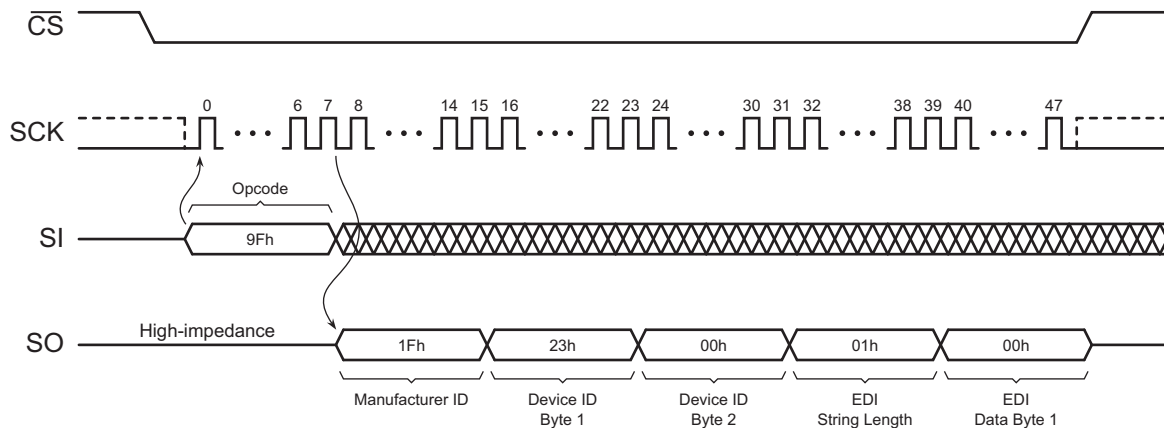 CS
SCK
0 6 7 8 14 15 16 22 23 24 30 31 32 38 39 40 47
Opcode
SI
9Fh
SO
High-impedance
1Fh 23h 00h 01h 00h
Manufacturer ID
Device ID
Byte 1
Device ID
Byte 2
EDI
String Length
EDI
Data Byte 1